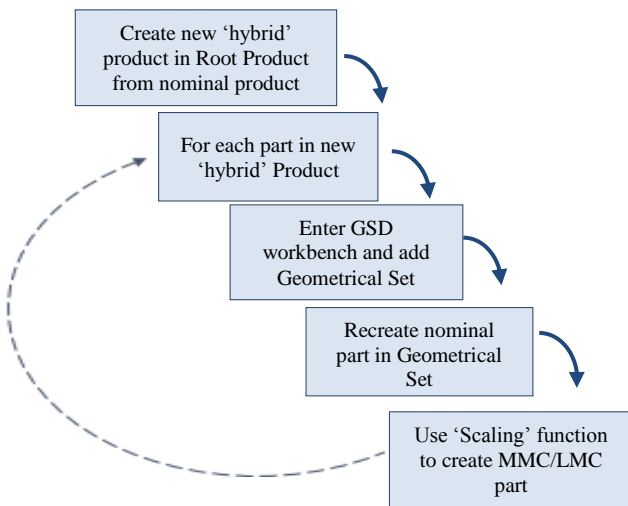 Create new ‘hybrid’
product in Root Product
from nominal product
For each part in new
‘hybrid’ Product
Enter GSD
workbench and add
Geometrical Set
Recreate nominal
part in Geometrical
Set
Use ‘Scaling’ function
to create MMC/LMC
part